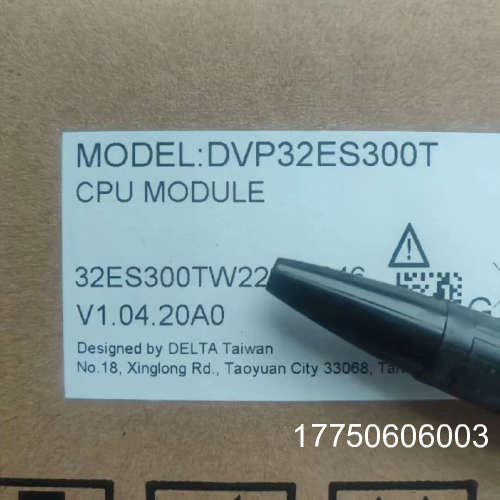 MODEL:DVP32ES300T
CPU MODULE
32ES300TW22
V1.04.20A0
Designed by DELTA Taiwan
No.18, Xinglong Rd., Taoyuan City 33068,
17750606003